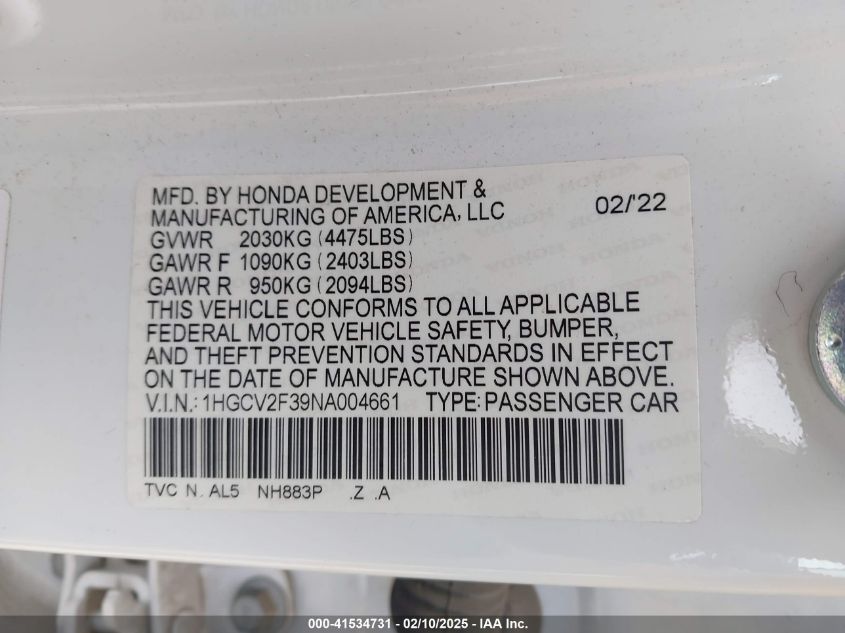 MFD. BY HONDA DEVELOPMENT &
MANUFACTURING OF AMERICA, LLC 02/'22
GVWR 2030KG (4475LBS)
GAWR F 1090KG (2403LBS)
GAWR R 950KG (2094LBS)
THIS VEHICLE CONFORMS TO ALL APPLICABLE
FEDERAL MOTOR VEHICLE SAFETY, BUMPER,
AND THEFT PREVENTION STANDARDS IN EFFECT
ON THE DATE OF MANUFACTURE SHOWN ABOVE.
V.I.N.: 1HGCV2F39NA004661 TYPE: PASSENGER CAR
TVC N. AL5 NH883P .Z .A
000-41534731 - 02/10/2025 - IAA Inc.